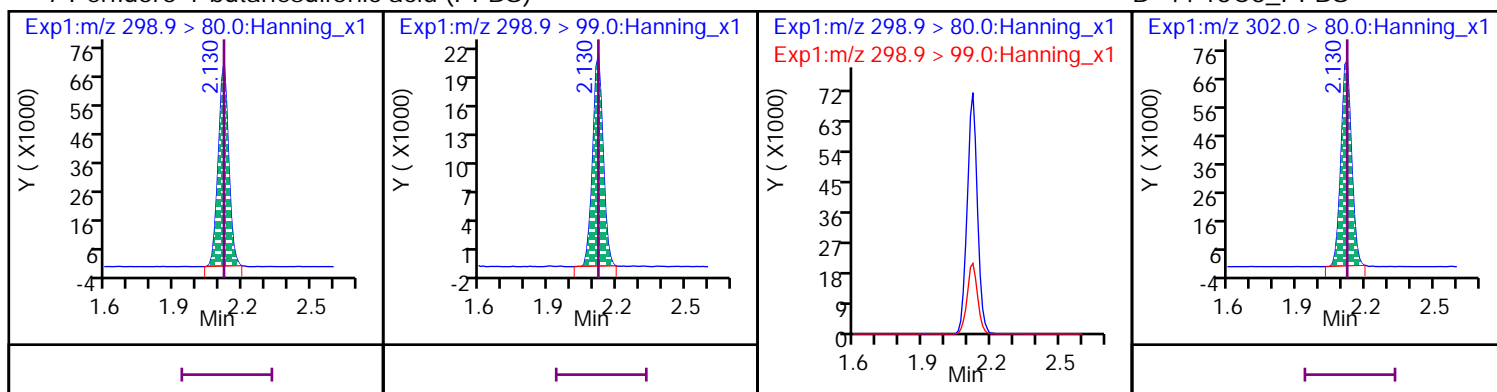 Exp1:m/z 298.9 > 80.0:Hanning_x1
2.130
Y ( X1000)
76
66
56
46
36
26
16
6
-4
1.6 1.9 2.2 2.5
Min
Exp1:m/z 298.9 > 99.0:Hanning_x1
2.130
Y ( X1000)
22
19
16
13
10
7
4
1
-2
1.6 1.9 2.2 2.5
Min
Exp1:m/z 298.9 > 80.0:Hanning_x1
Exp1:m/z 298.9 > 99.0:Hanning_x1
Y ( X1000)
72
63
54
45
36
27
18
9
0
1.6 1.9 2.2 2.5
Min
Exp1:m/z 302.0 > 80.0:Hanning_x1
2.130
Y ( X1000)
76
66
56
46
36
26
16
6
-4
1.6 1.9 2.2 2.5
Min